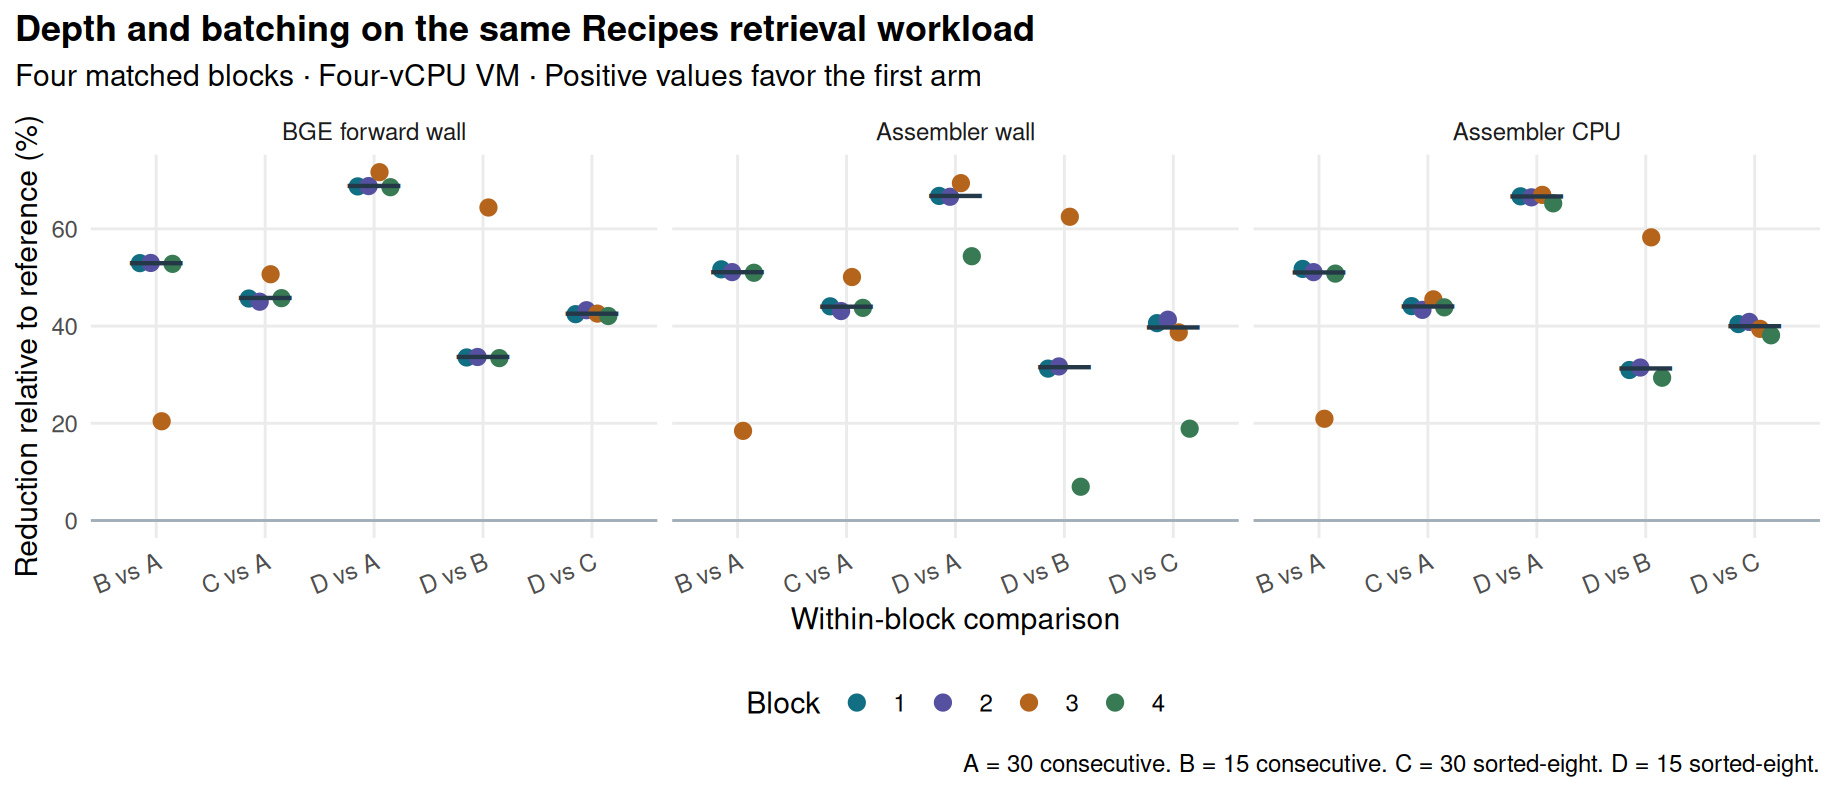 Depth and batching on the same Recipes retrieval workload
Four matched blocks · Four-vCPU VM · Positive values favor the first arm
BGE forward wall
Assembler wall
Assembler CPU
Reduction relative to reference (%)
60
40
20
0
B vs A
C vs A
D vs A
D vs B
D vs C
B vs A
C vs A
D vs A
D vs B
D vs C
B vs A
C vs A
D vs A
D vs B
D vs C
Within-block comparison
Block 1 2 3 4
A = 30 consecutive. B = 15 consecutive. C = 30 sorted-eight. D = 15 sorted-eight.